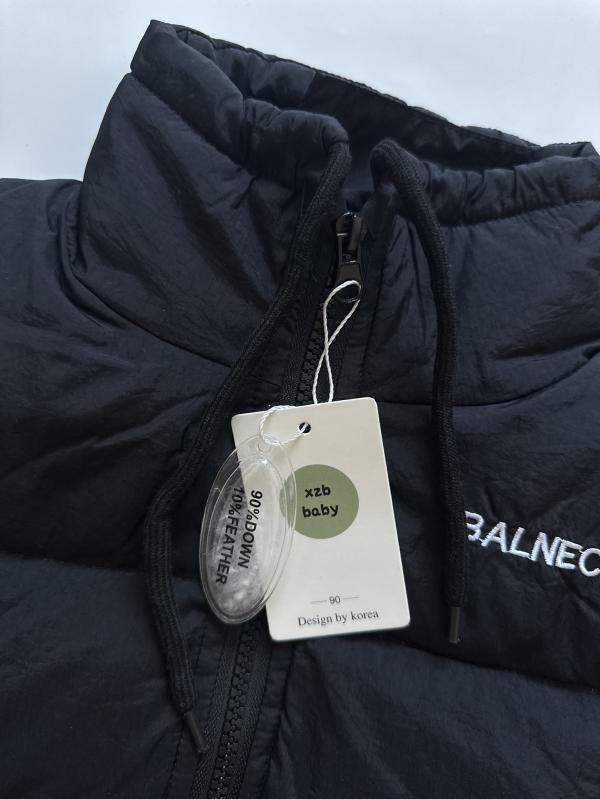 xzb
baby
90%DOWN
10%FEATHER
BALNEC
90
Design by korea